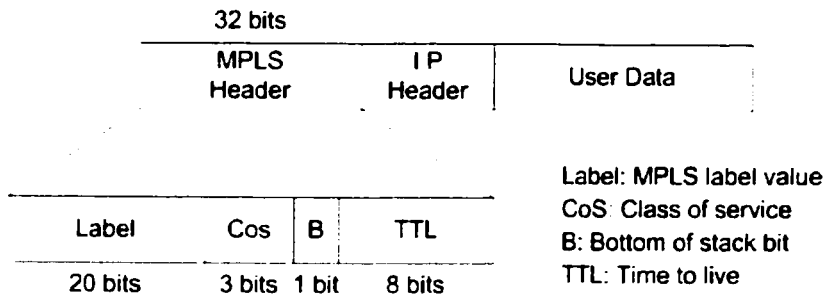 32 bits
MPLS Header
I P Header
User Data
Label
Cos
B
TTL
20 bits
3 bits
1 bit
8 bits
Label: MPLS label value
CoS: Class of service
B: Bottom of stack bit
TTL: Time to live